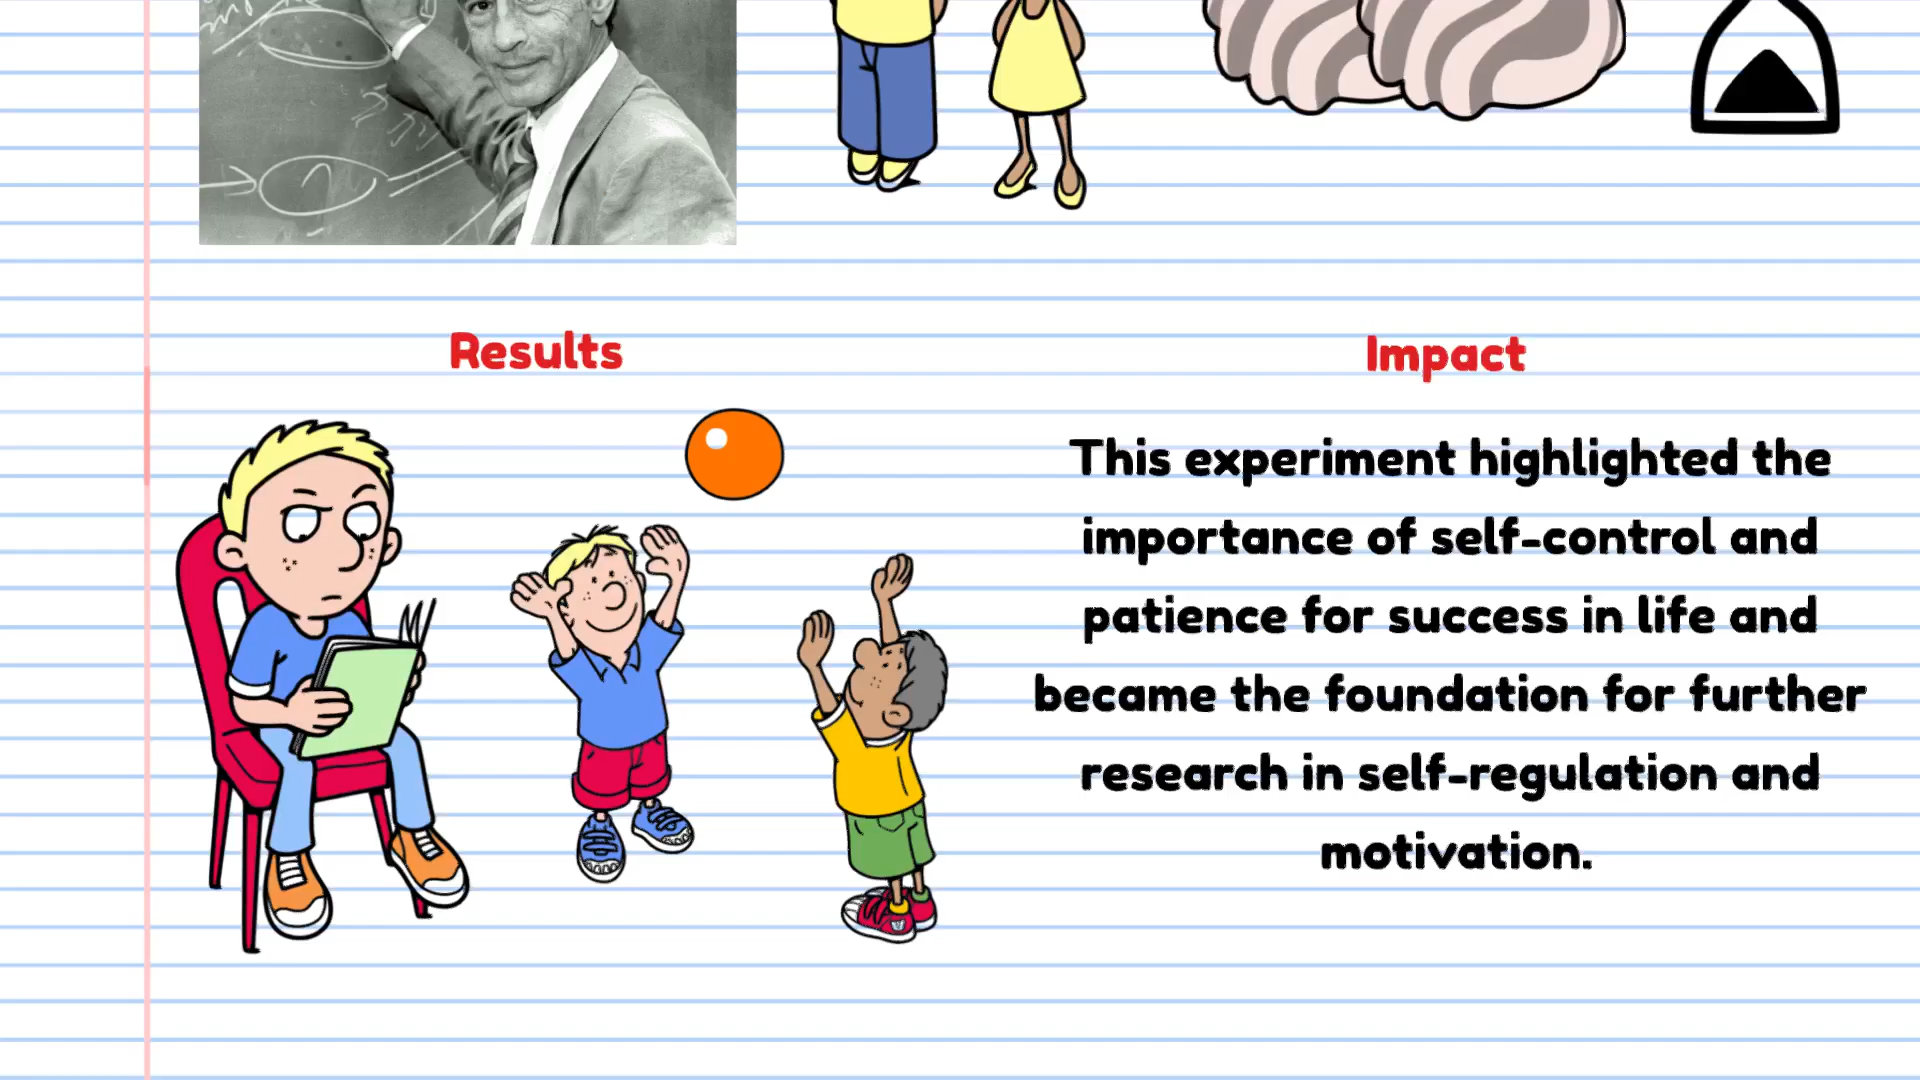 Results
Impact
This experiment highlighted the
importance of self-control and
patience for success in life and
became the foundation for further
research in self-regulation and
motivation.